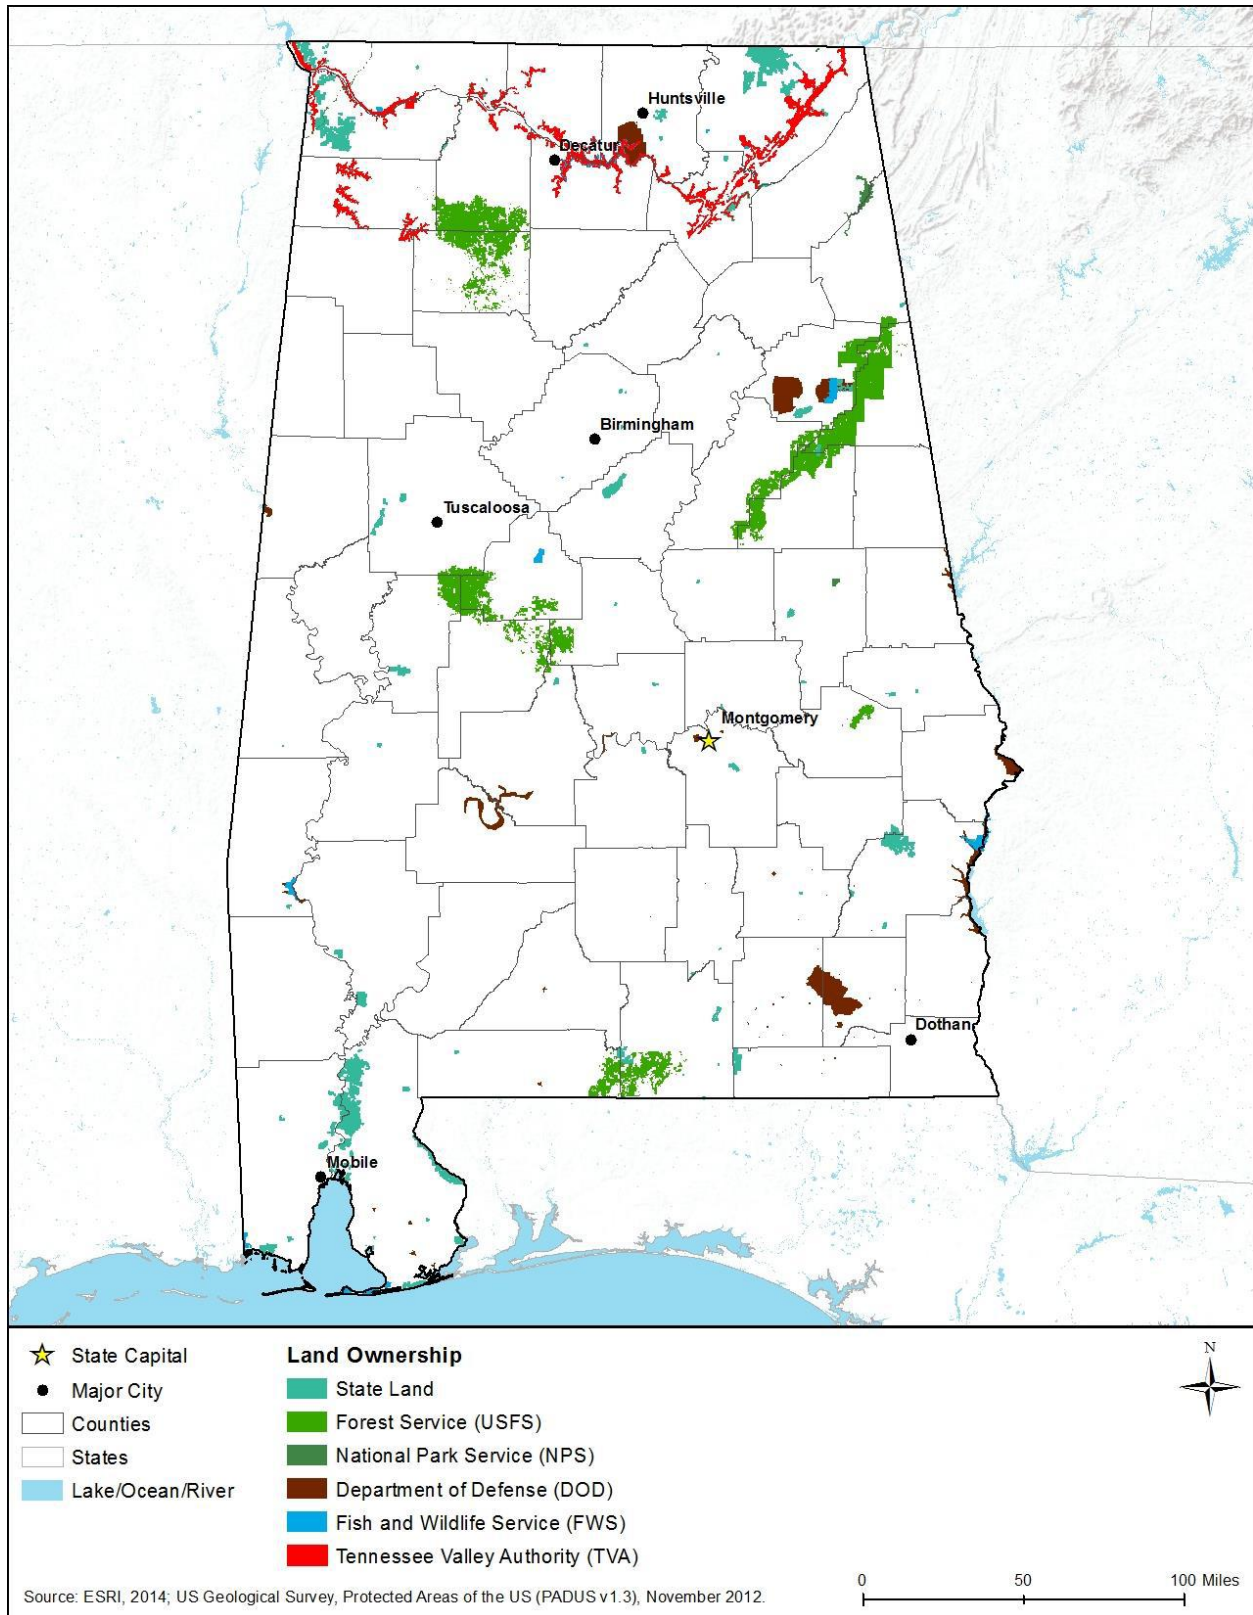 Huntsville
Decatur
Birmingham
Tuscaloosa
Montgomery
Dothan
Mobile
State Capital
Major City
Counties
States
Lake/Ocean/River
Land Ownership
State Land
Forest Service (USFS)
National Park Service (NPS)
Department of Defense (DOD)
Fish and Wildlife Service (FWS)
Tennessee Valley Authority (TVA)
N
0 50 100 Miles
Source: ESRI, 2014; US Geological Survey, Protected Areas of the US (PADUS v1.3), November 2012.